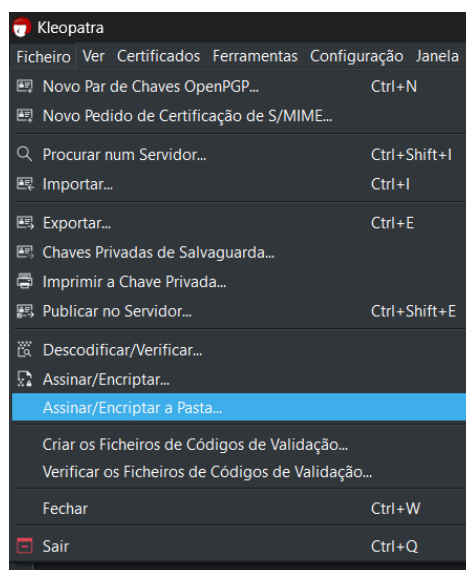 Kleopatra
Ficheiro Ver Certificados Ferramentas Configuração Janela
Novo Par de Chaves OpenPGP... Ctrl+N
Novo Pedido de Certificação de S/MIME...
Procurar num Servidor... Ctrl+Shift+I
Importar... Ctrl+I
Exportar... Ctrl+E
Chaves Privadas de Salvaguarda...
Imprimir a Chave Privada...
Publicar no Servidor... Ctrl+Shift+E
Descodificar/Verificar...
Assinar/Encriptar...
Assinar/Encriptar a Pasta...
Criar os Ficheiros de Códigos de Validação...
Verificar os Ficheiros de Códigos de Validação...
Fechar Ctrl+W
Sair Ctrl+Q